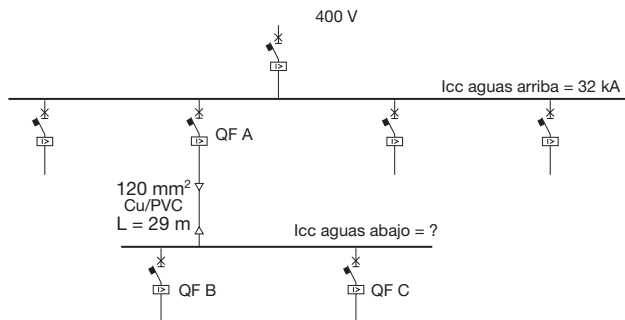 400 V
Icc aguas arriba = 32 kA
QF A
120 mm²
Cu/PVC
L = 29 m
Icc aguas abajo = ?
QF B
QF C